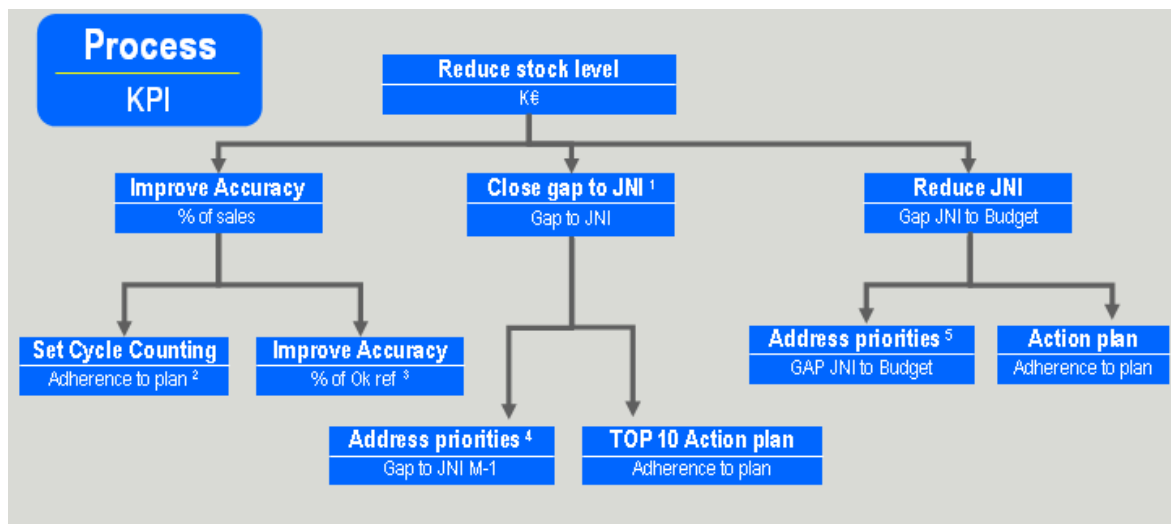 Process
KPI
Reduce stock level
K€
Improve Accuracy
% of sales
Close gap to JNI ¹
Gap to JNI
Reduce JNI
Gap JNI to Budget
Set Cycle Counting
Adherence to plan ²
Improve Accuracy
% of Ok ref ³
Address priorities ⁴
Gap to JNI M-1
TOP 10 Action plan
Adherence to plan
Address priorities ⁵
GAP JNI to Budget
Action plan
Adherence to plan